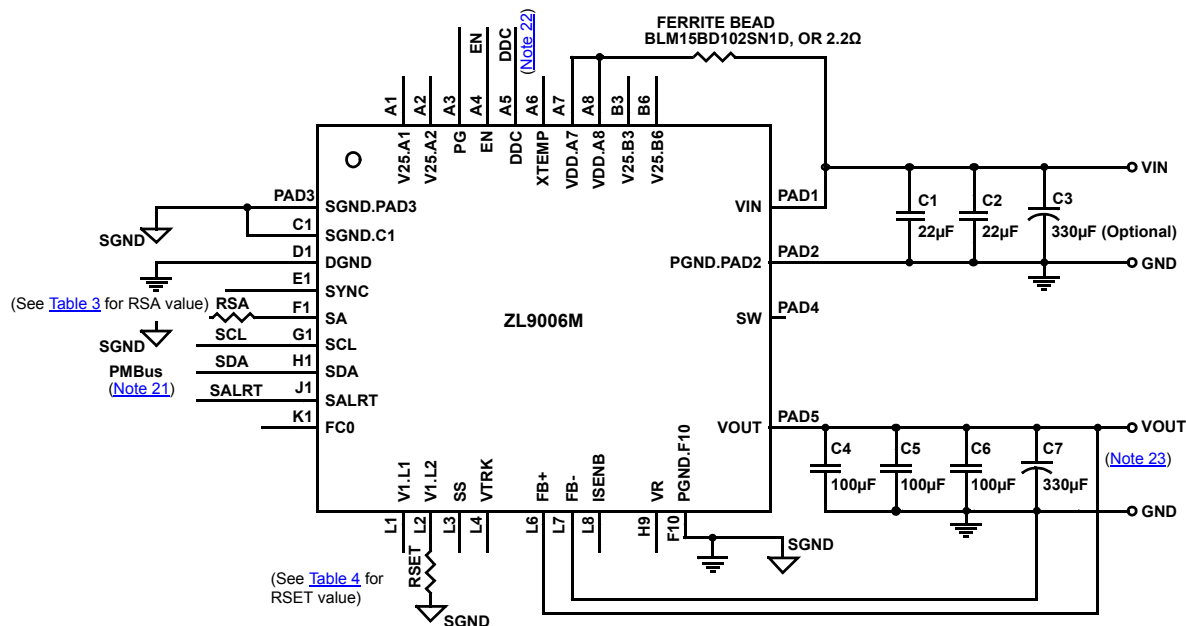 FERRITE BEAD
BLM15BD102SN1D, OR 2.2Ω
EN
DDC
(Note 22)
A1
A2
A3
A4
A5
A6
A7
A8
B3
B6
V25.A1
V25.A2
PG
EN
DDC
XTEMP
VDD.A7
VDD.A8
V25.B3
V25.B6
PAD3
SGND.PAD3
SGND
C1
SGND.C1
D1
DGND
E1
SYNC
(See Table 3 for RSA value)
RSA
F1
SA
SGND
SCL
G1
SCL
PMBus
(Note 21)
SDA
H1
SDA
SALRT
J1
SALRT
K1
FC0
ZL9006M
VIN
PAD1
PGND.PAD2
PAD2
SW
PAD4
VOUT
PAD5
VIN
C1
22µF
C2
22µF
C3
330µF (Optional)
GND
VOUT
(Note 23)
C4
100µF
C5
100µF
C6
100µF
C7
330µF
GND
V1.L1
V1.L2
SS
VTRK
FB+
FB-
ISENB
VR
PGND.F10
L1
L2
L3
L4
L6
L7
L8
H9
F10
RSET
(See Table 4 for
RSET value)
SGND
SGND